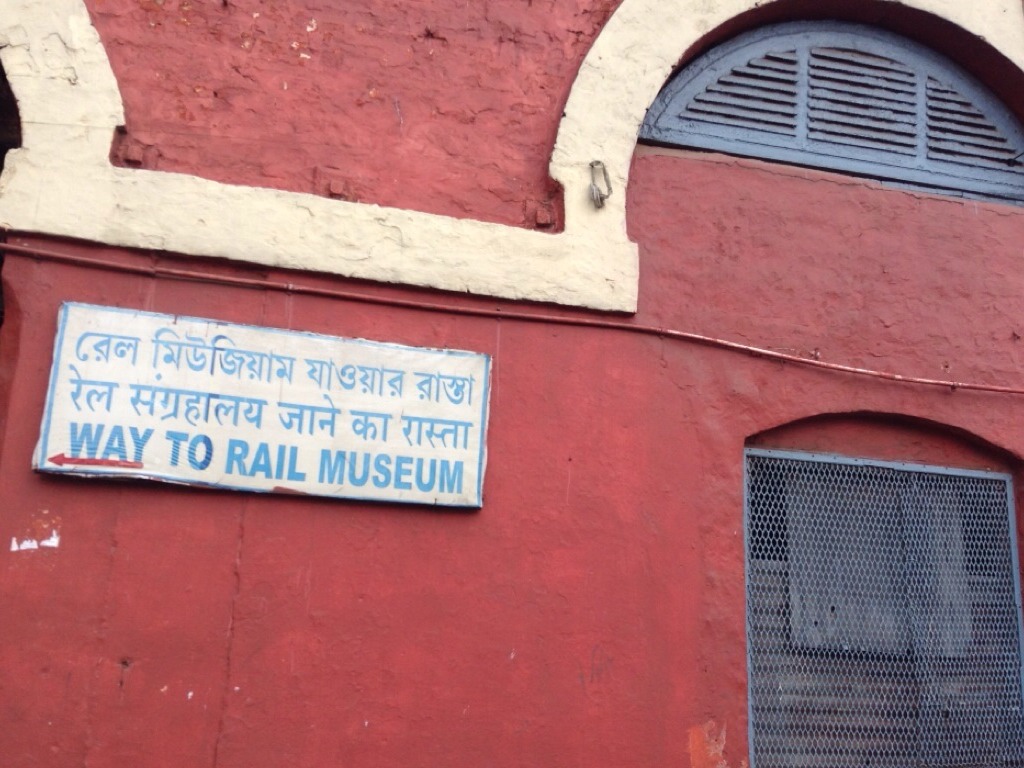 রেল মিউজিয়াম যাওয়ার রাস্তা
रेल संग्रहालय जाने का रास्ता
WAY TO RAIL MUSEUM